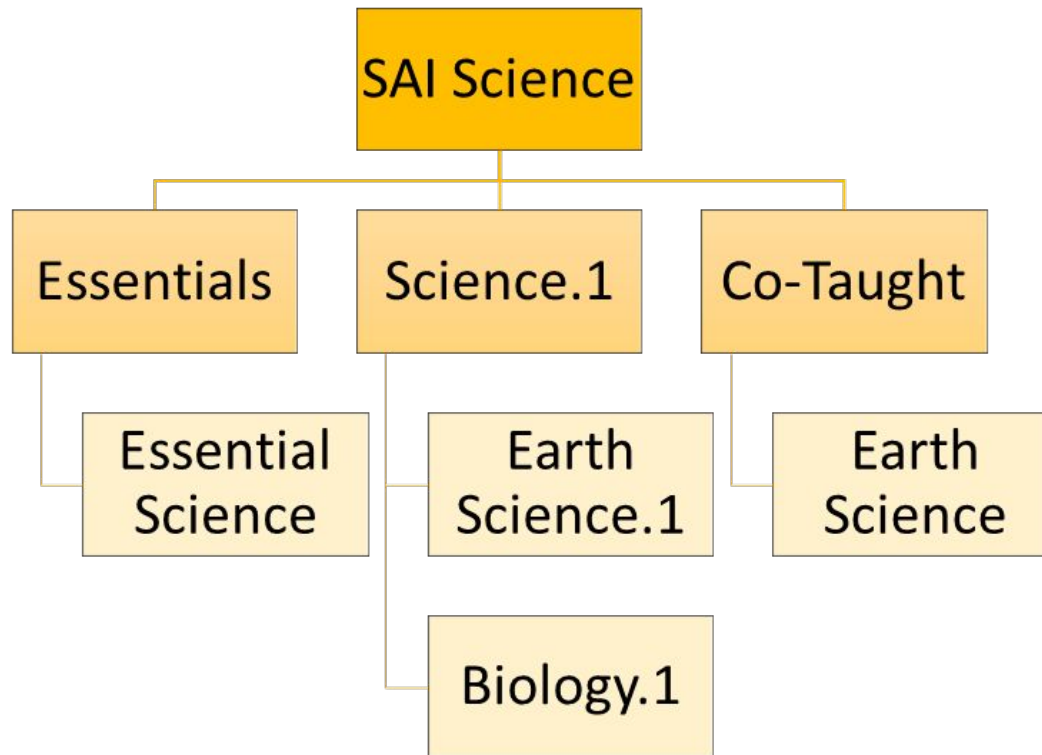 SAI Science
Essentials
Science.1
Co-Taught
Essential
Science
Earth
Science.1
Earth
Science
Biology.1